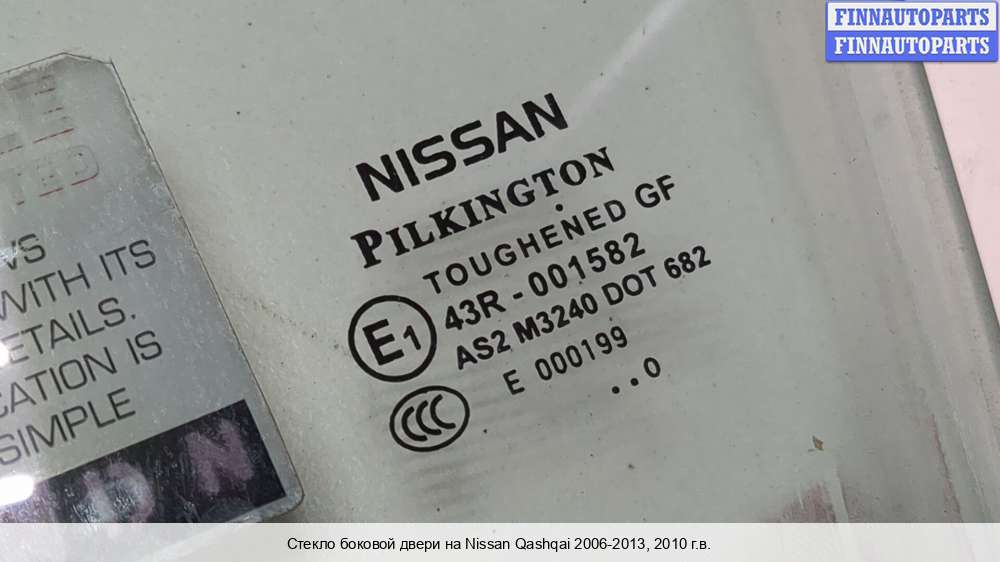 FINNAUTOPARTS
FINNAUTOPARTS
NISSAN
PILKINGTON
TOUGHENED GF
E1 43R - 001582
AS2 M3240 DOT 682
E 000199
..O
CCC
WITH ITS
ETAILS.
CATION IS
SIMPLE
Стекло боковой двери на Nissan Qashqai 2006-2013, 2010 г.в.